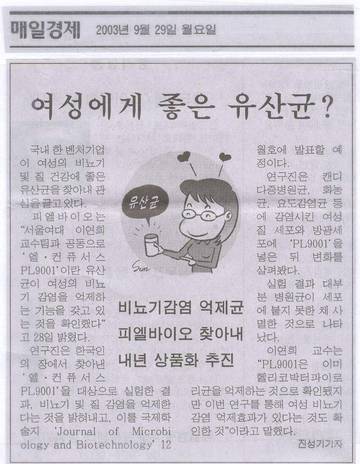 매일경제 2003년 9월 29일 월요일
여성에게 좋은 유산균?
국내 한 벤처기업
이 여성의 비뇨기
및 질 건강에 좋은
유산균을 찾아내 관
심을 끌고 있다.
피엘바이오는
"서울여대 이연희
교수팀과 공동으로
'엘·컨퓨서스
PL9001'이란 유산
균이 여성의 비뇨
기 감염을 억제하
는 기능을 갖고 있
는 것을 확인했다"
고 28일 밝혔다.
연구진은 한국인
의 장에서 찾아낸
'엘·컨퓨서스
PL9001'을 대상으로 실험한 결
과, 비뇨기 및 질 감염을 억제한
다는 것을 밝혀내고, 이를 국제학
술지 'Journal of Microbi
ology and Biotechnology' 12
유산균
Sun
비뇨기감염 억제균
피엘바이오 찾아내
내년 상품화 추진
월호에 발표할 예
정이다.
연구진은 칸디
다증병원균, 화농
균, 요도감염균 등
에 감염시킨 여성
질 세포와 방광세
포에 'PL9001'을
넣은 뒤 변화를
살펴봤다.
실험 결과 대부
분 병원균이 세포
에 붙지 못한 채 사
멸한 것으로 나타
났다.
이연희 교수는
"PL9001은 이미
헬리코박터파이로
리균을 억제하는 것으로 확인됐지
만 이번 연구를 통해 여성 비뇨기
감염 억제효과가 있다는 것도 확
인한 것"이라고 말했다.
진성기기자